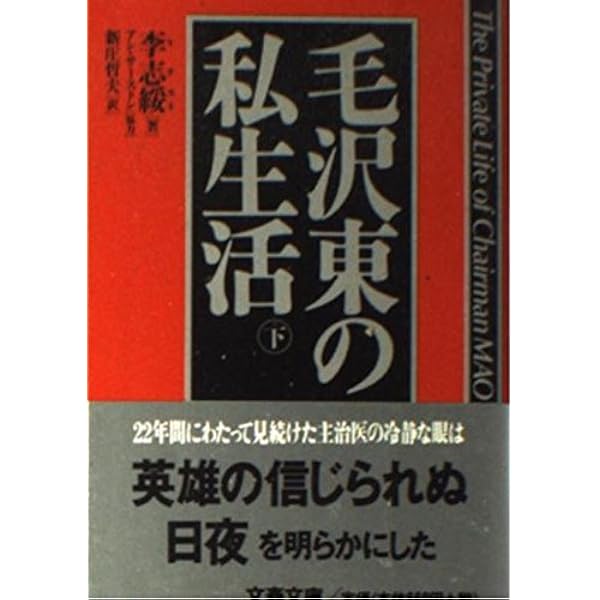 The Private Life of Chairman MAO
毛沢東の
私生活
下
李志綏 著
新庄哲夫 訳
22年間にわたって見続けた主治医の冷静な眼は
英雄の信じられぬ
日夜を明らかにした
文春文庫